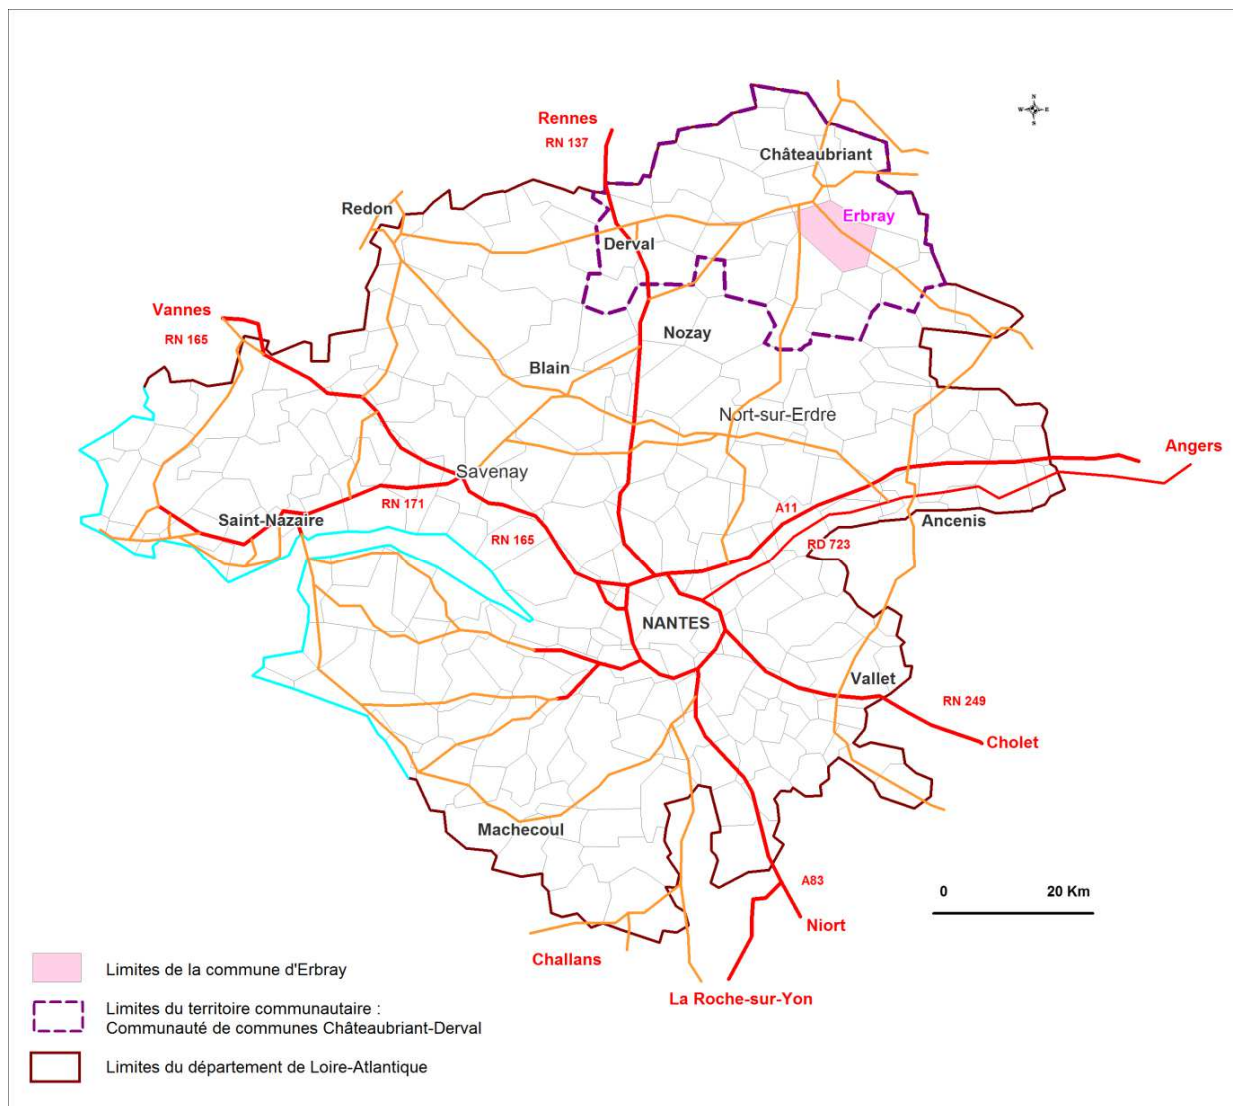 N
W E
S
Rennes
RN 137
Châteaubriant
Redon
Erbray
Derval
Vannes
RN 165
Nozay
Blain
Nort-sur-Erdre
Angers
Savenay
RN 171
A11
Saint-Nazaire
Ancenis
RN 165
RD 723
NANTES
Vallet
RN 249
Cholet
Machecoul
A83
0 20 Km
Niort
Challans
La Roche-sur-Yon
Limites de la commune d'Erbray
Limites du territoire communautaire :
Communauté de communes Châteaubriant-Derval
Limites du département de Loire-Atlantique